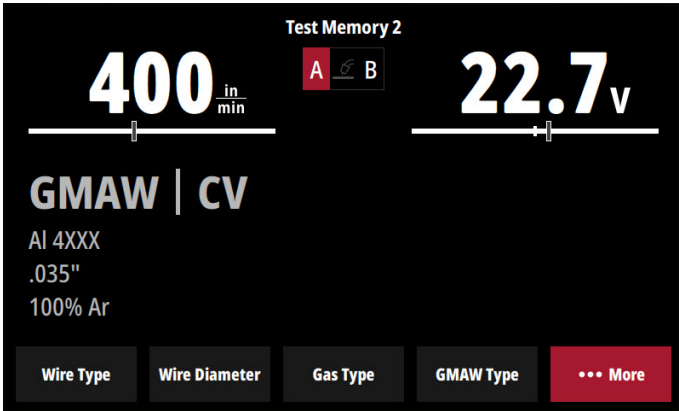 Test Memory 2
400 in/min
A B
22.7 V
GMAW | CV
Al 4XXX
.035"
100% Ar
Wire Type
Wire Diameter
Gas Type
GMAW Type
••• More